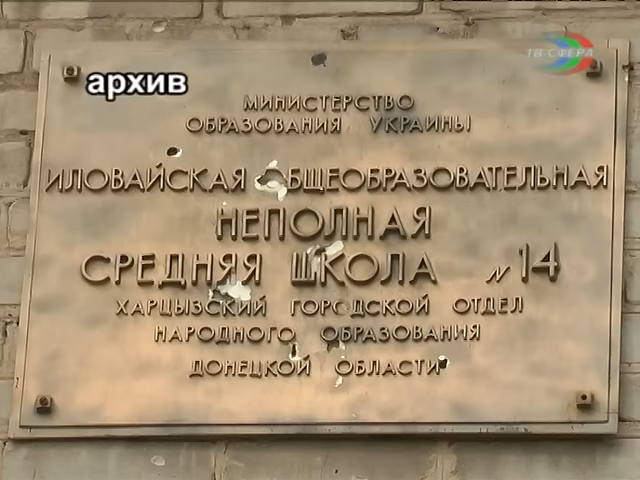 ТВ-СФЕРА
архив
МИНИСТЕРСТВО
ОБРАЗОВАНИЯ УКРАИНЫ
ИЛОВАЙСКАЯ ОБЩЕОБРАЗОВАТЕЛЬНАЯ
НЕПОЛНАЯ
СРЕДНЯЯ ШКОЛА №14
ХАРЦЫЗСКИЙ ГОРОДСКОЙ ОТДЕЛ
НАРОДНОГО ОБРАЗОВАНИЯ
ДОНЕЦКОЙ ОБЛАСТИ